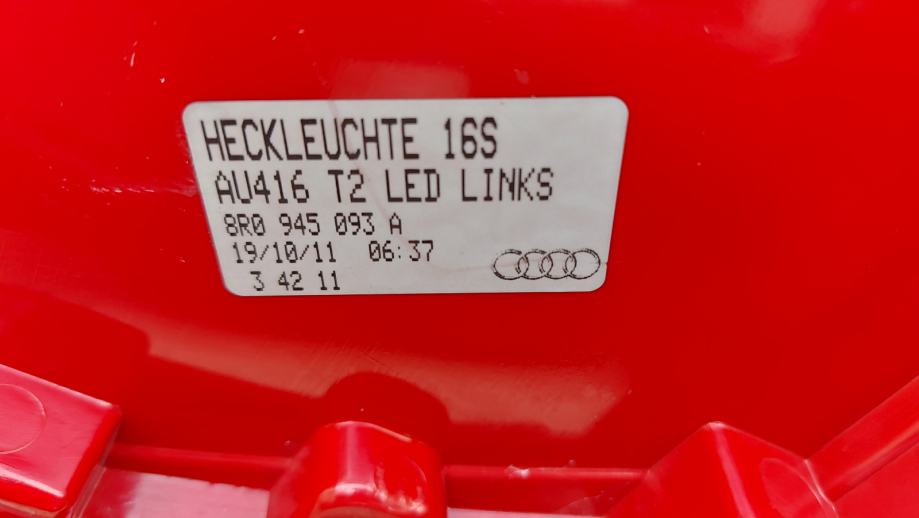 HECKLEUCHTE 16S
AU416 T2 LED LINKS
8R0 945 093 A
19/10/11 06:37
3 42 11